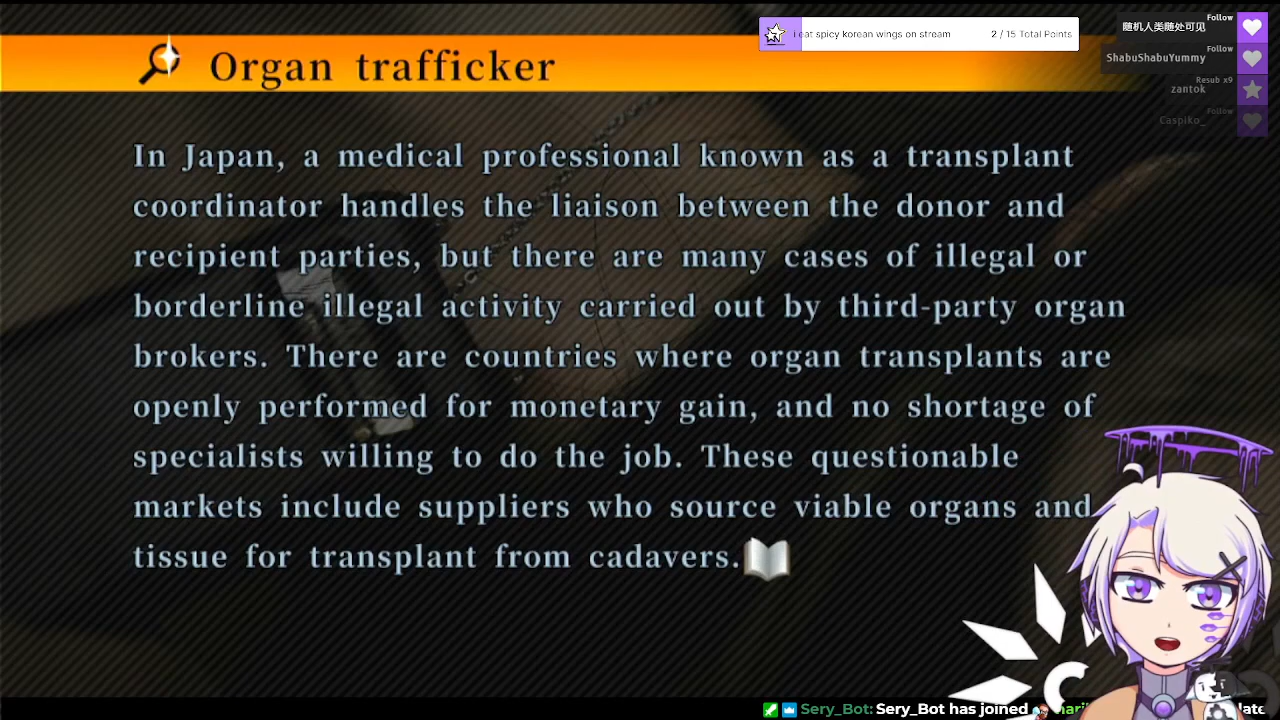 Organ trafficker
i eat spicy korean wings on stream
2 / 15 Total Points
Follow
随机人类随处可见
Follow
ShabuShabuYummy
Resub x9
zantok
Follow
Caspiko_
In Japan, a medical professional known as a transplant
coordinator handles the liaison between the donor and
recipient parties, but there are many cases of illegal or
borderline illegal activity carried out by third-party organ
brokers. There are countries where organ transplants are
openly performed for monetary gain, and no shortage of
specialists willing to do the job. These questionable
markets include suppliers who source viable organs and
tissue for transplant from cadavers.
Sery_Bot: Sery_Bot has joined